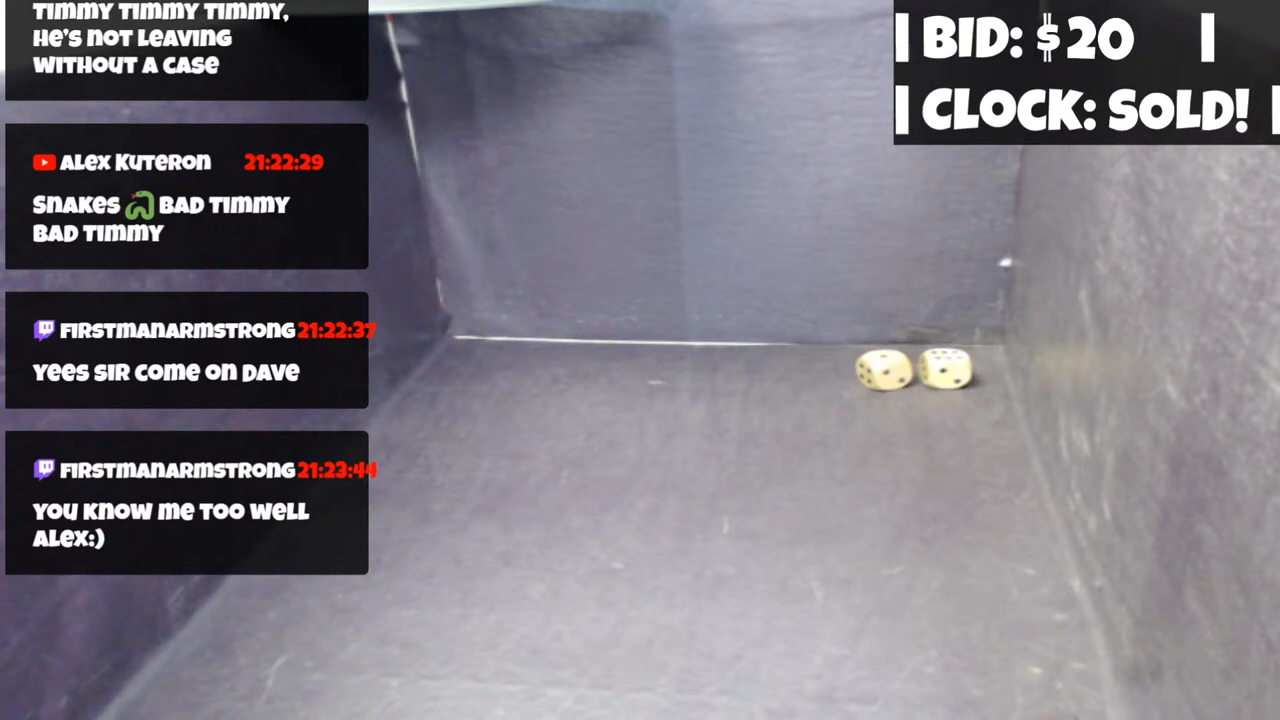 TIMMY TIMMY TIMMY,
HE'S NOT LEAVING
WITHOUT A CASE
ALEX KUTERON 21:22:29
SNAKES 🐍 BAD TIMMY
BAD TIMMY
FIRSTMANARMSTRONG 21:22:37
YEES SIR COME ON DAVE
FIRSTMANARMSTRONG 21:23:44
YOU KNOW ME TOO WELL
ALEX:)
| BID: $20 |
| CLOCK: SOLD! |